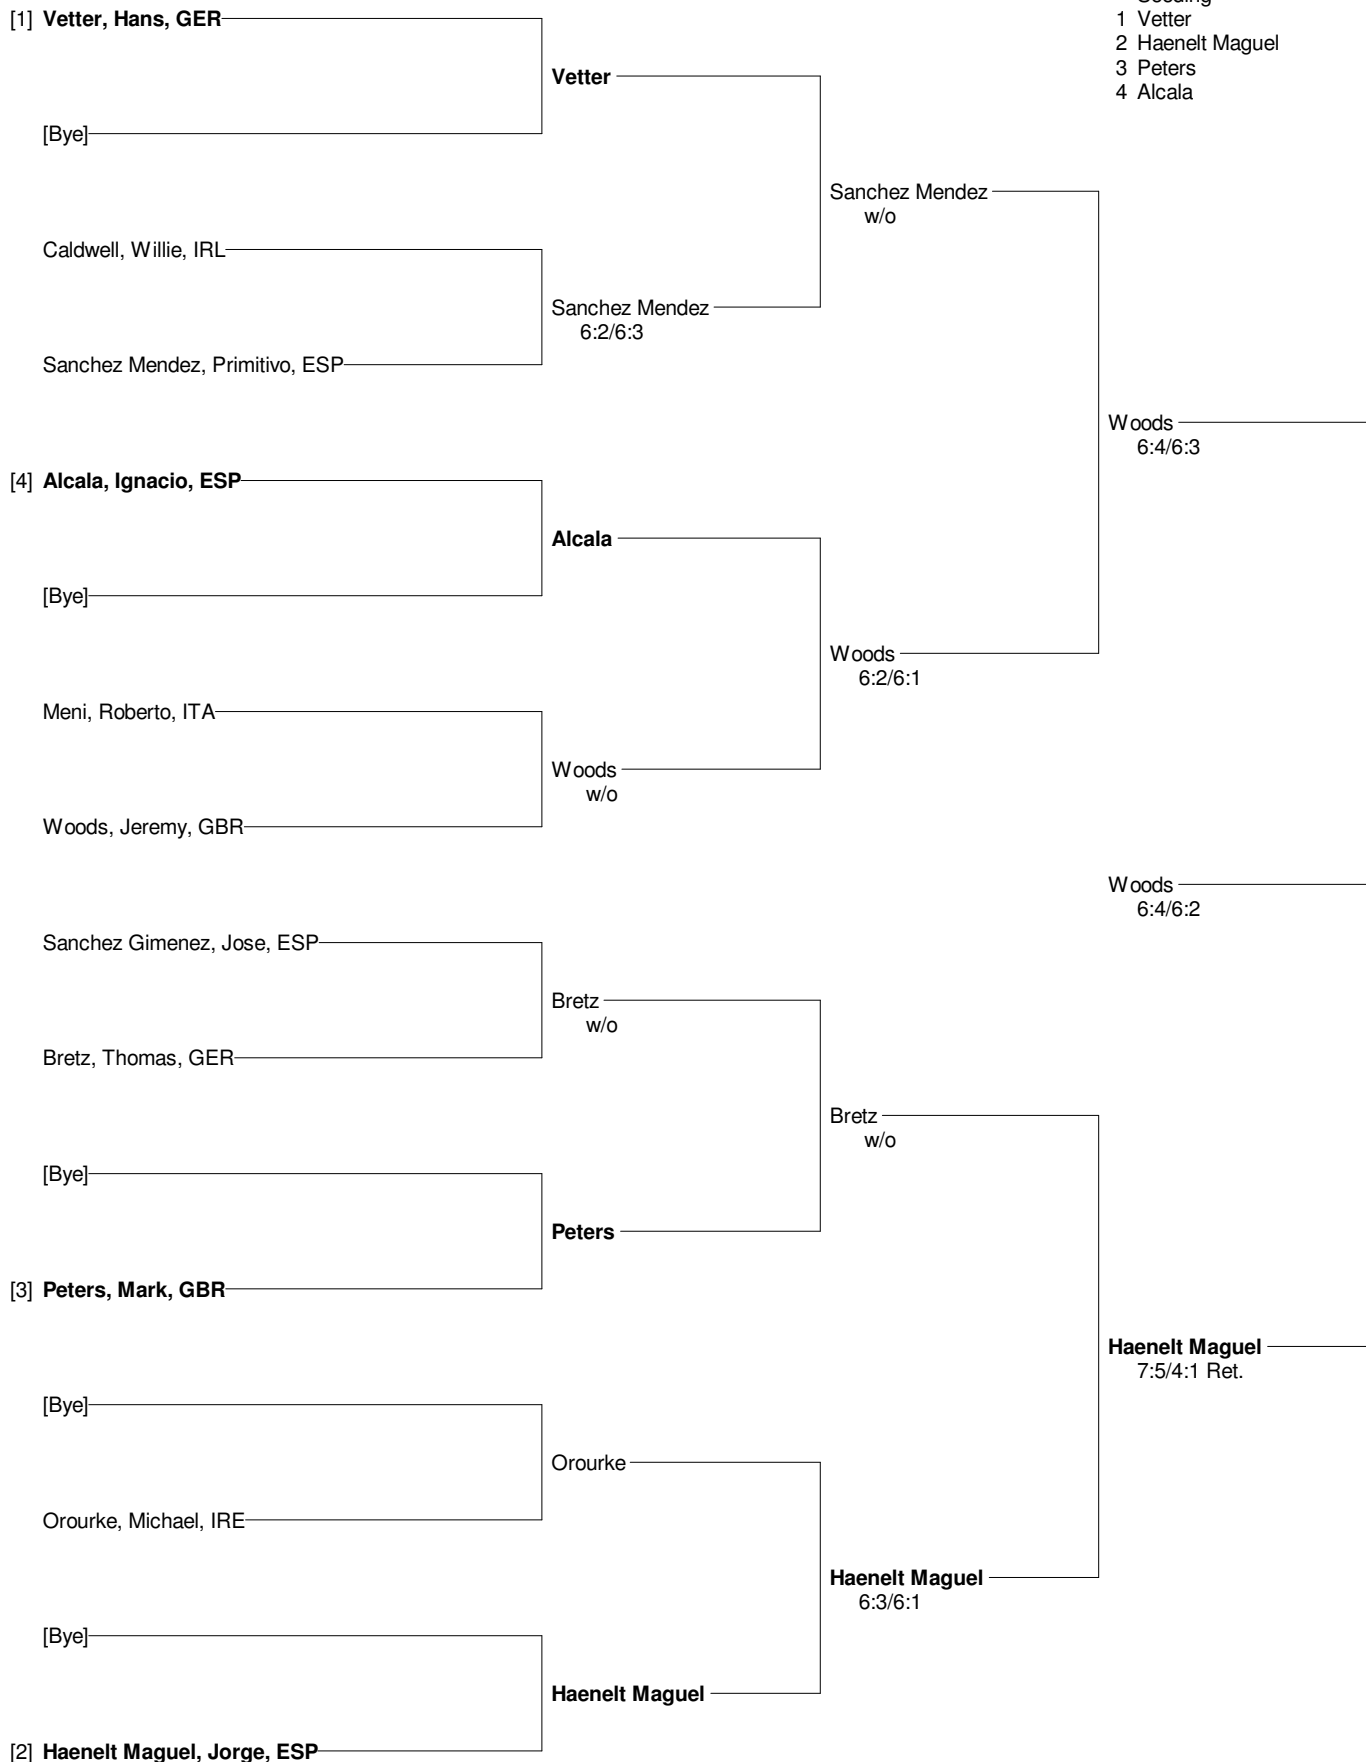 [1] Vetter, Hans, GER
[Bye]
Caldwell, Willie, IRL
Sanchez Mendez, Primitivo, ESP
[4] Alcala, Ignacio, ESP
[Bye]
Meni, Roberto, ITA
Woods, Jeremy, GBR
Sanchez Gimenez, Jose, ESP
Bretz, Thomas, GER
[Bye]
[3] Peters, Mark, GBR
[Bye]
Orourke, Michael, IRE
[Bye]
[2] Haenelt Maguel, Jorge, ESP
Vetter
Sanchez Mendez
6:2/6:3
Alcala
Woods
w/o
Bretz
w/o
Peters
Orourke
Haenelt Maguel
Sanchez Mendez
w/o
Woods
6:2/6:1
Bretz
w/o
Haenelt Maguel
6:3/6:1
1 Vetter
2 Haenelt Maguel
3 Peters
4 Alcala
Woods
6:4/6:3
Woods
6:4/6:2
Haenelt Maguel
7:5/4:1 Ret.